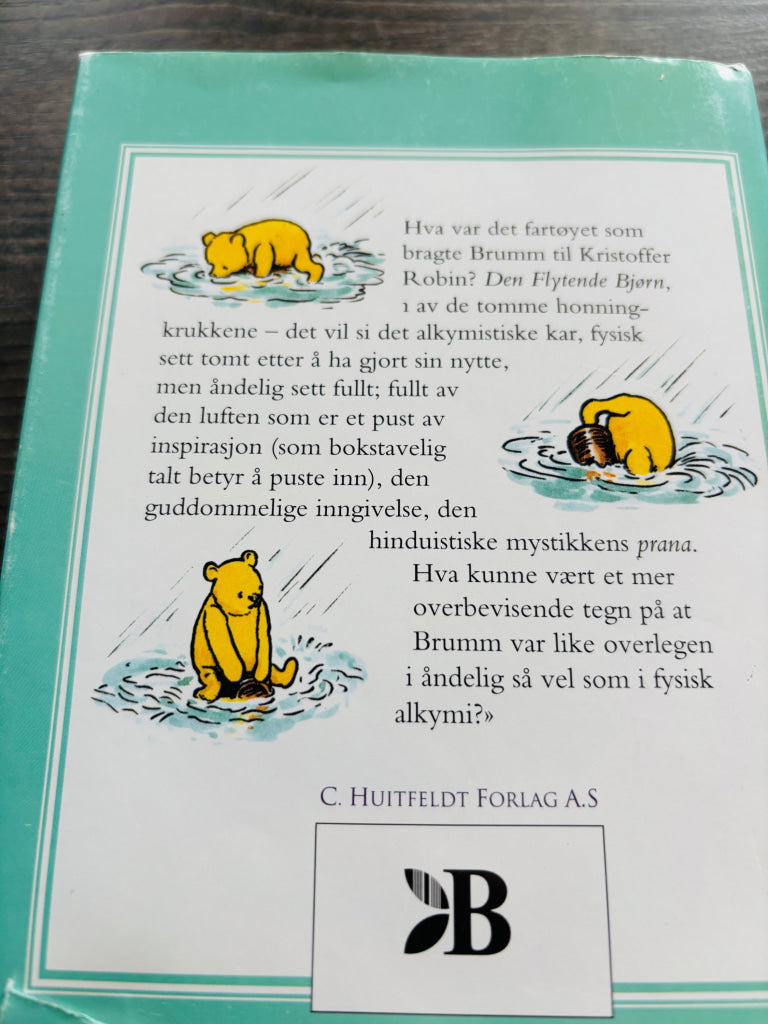 Hva var det fartøyet som
bragte Brumm til Kristoffer
Robin? Den Flytende Bjørn,
1 av de tomme honning-
krukkene – det vil si det alkymistiske kar, fysisk
sett tomt etter å ha gjort sin nytte,
men åndelig sett fullt; fullt av
den luften som er et pust av
inspirasjon (som bokstavelig
talt betyr å puste inn), den
guddommelige inngivelse, den
hinduistiske mystikkens prana.
Hva kunne vært et mer
overbevisende tegn på at
Brumm var like overlegen
i åndelig så vel som i fysisk
alkymi?»
C. HUITFELDT FORLAG A.S
B